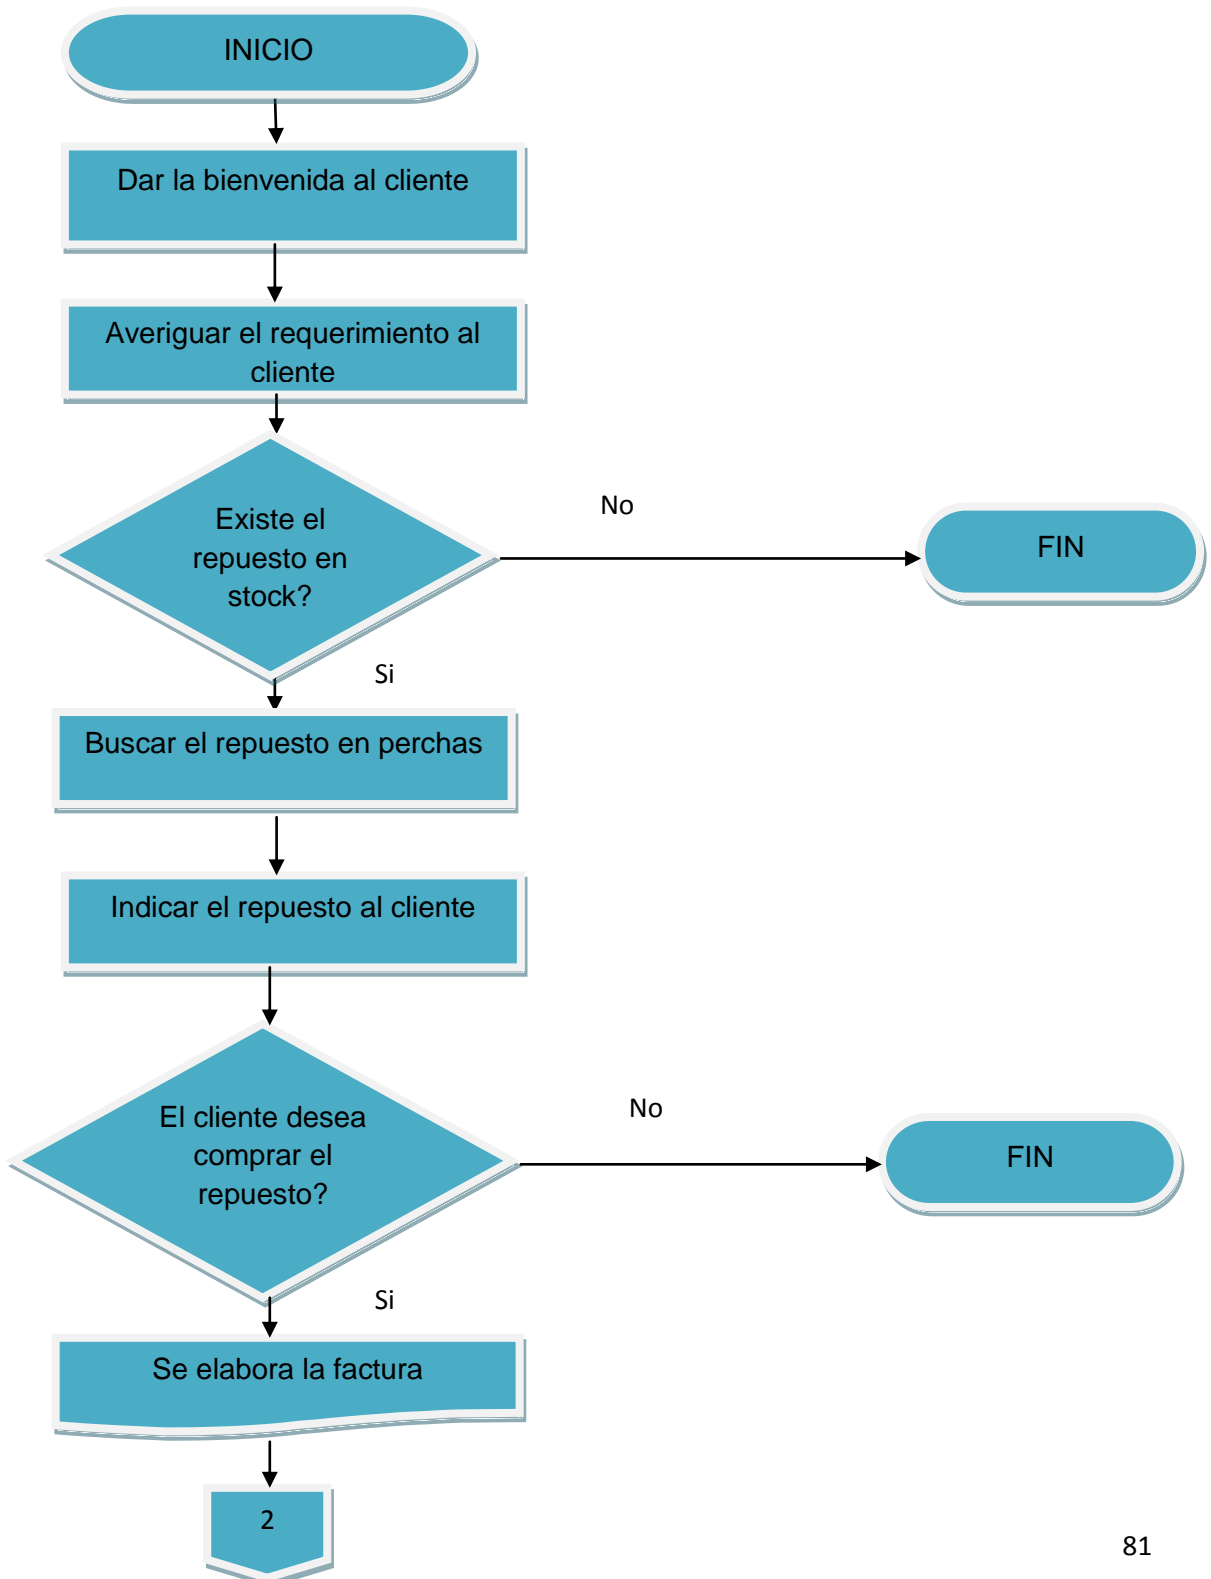 INICIO
Dar la bienvenida al cliente
Averiguar el requerimiento al
cliente
Existe el
repuesto en
stock?
No
FIN
Si
Buscar el repuesto en perchas
Indicar el repuesto al cliente
El cliente desea
comprar el
repuesto?
No
FIN
Si
Se elabora la factura
2
81